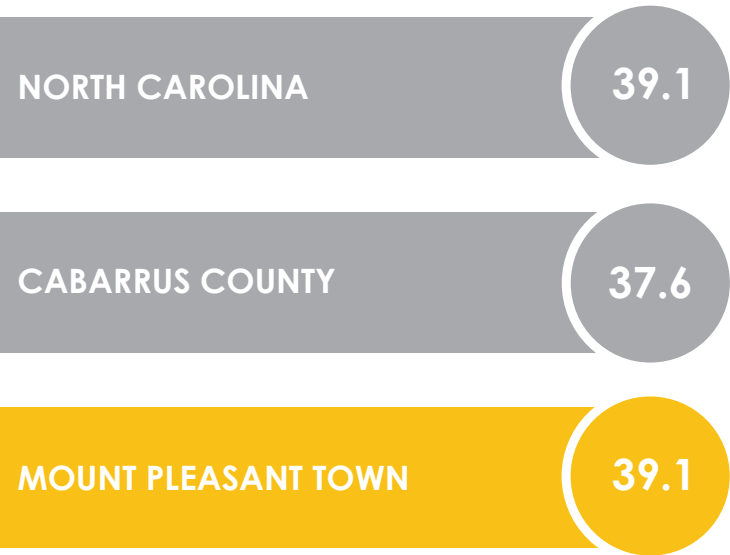 NORTH CAROLINA 39.1
CABARRUS COUNTY 37.6
MOUNT PLEASANT TOWN 39.1